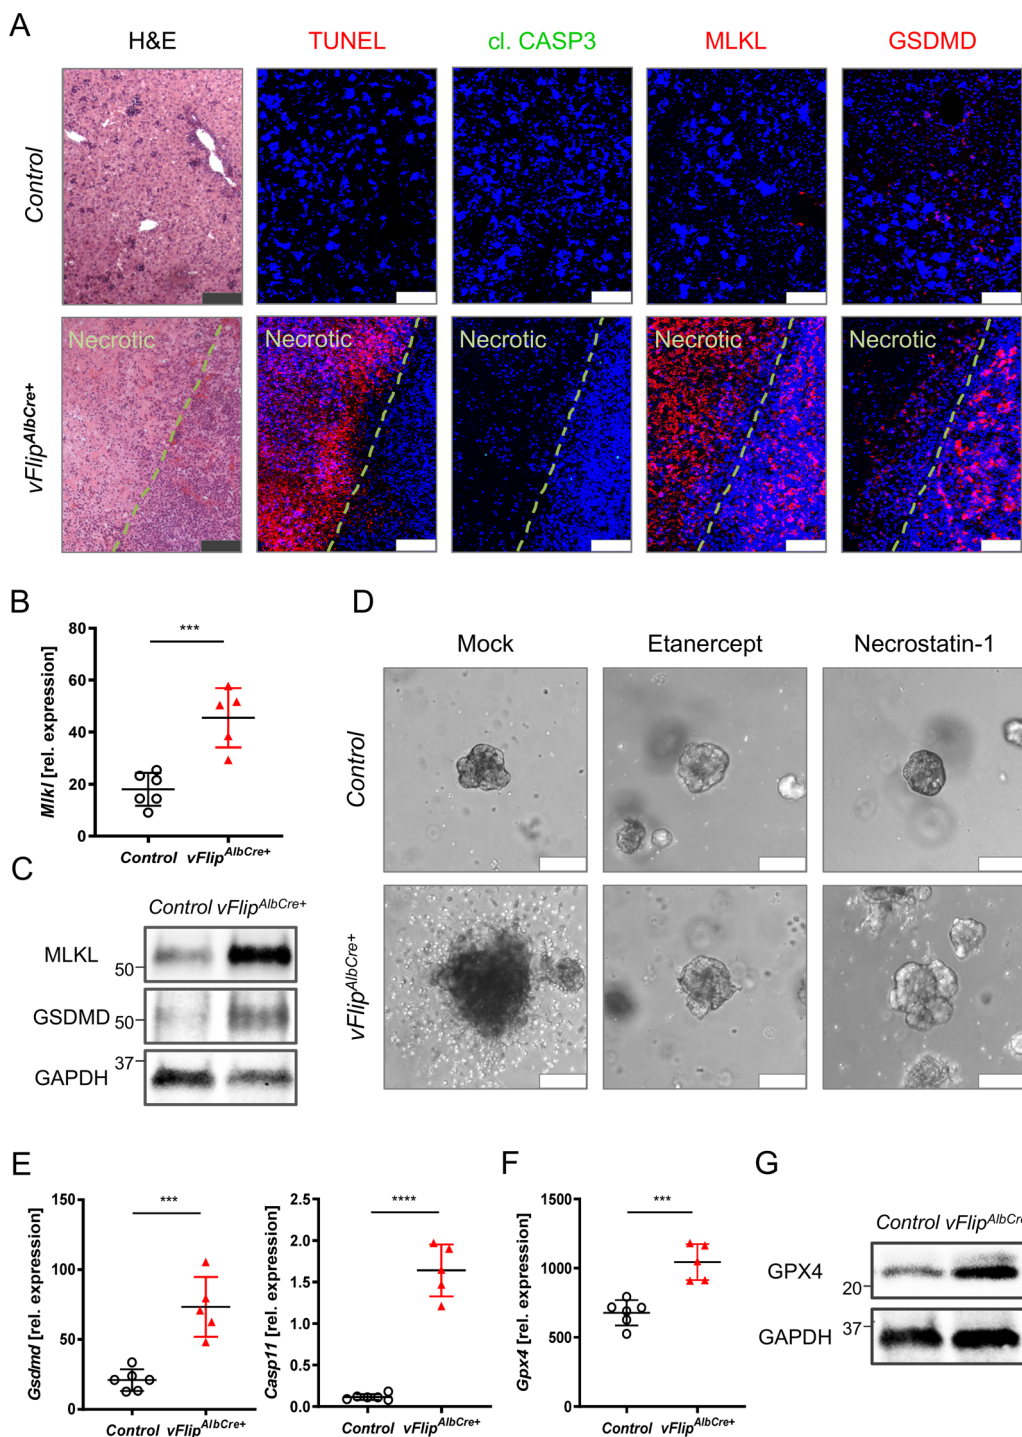 A
H&E TUNEL cl. CASP3 MLKL GSDMD
Control
vFlipAlbCre+
Necrotic Necrotic Necrotic Necrotic Necrotic
B
***
Mlkl [rel. expression]
80
60
40
20
0
Control vFlipAlbCre+
C
Control vFlipAlbCre+
MLKL
50
GSDMD
50
37
GAPDH
D
Mock Etanercept Necrostatin-1
Control
vFlipAlbCre+
E
***
Gsdmd [rel. expression]
150
100
50
0
Control vFlipAlbCre+
****
Casp11 [rel. expression]
2.5
2.0
1.5
1.0
0.5
0.0
Control vFlipAlbCre+
F
***
Gpx4 [rel. expression]
1500
1000
500
0
Control vFlipAlbCre+
G
Control vFlipAlbCre
GPX4
20
37
GAPDH